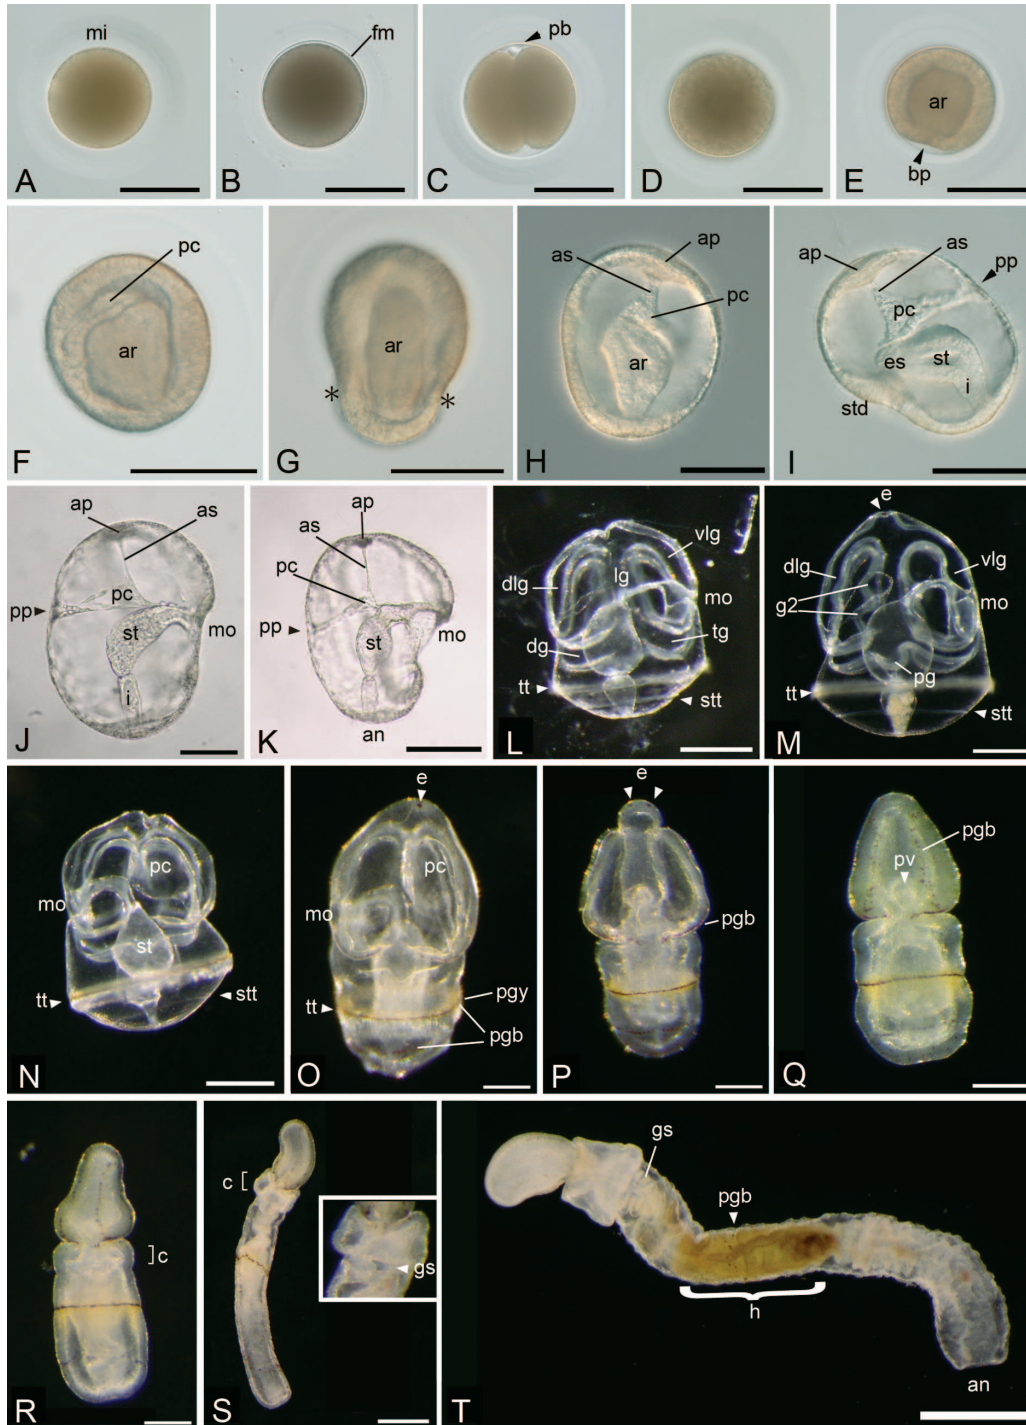 mi
A
fm
B
pb
C
D
ar
bp
E
pc
ar
F
ar
*
*
G
ap
as
pc
ar
H
ap
as
pp
pc
es
st
i
std
I
ap
as
pc
pp
st
mo
i
J
ap
as
pc
pp
st
mo
an
K
vlg
dlg
lg
mo
dg
tg
tt
stt
L
e
dlg
vlg
g2
mo
pg
tt
stt
M
pc
mo
st
tt
stt
N
e
pc
mo
tt
pgy
pgb
O
e
pgb
P
pgb
pv
Q
c
R
c
gs
S
gs
pgb
h
an
T